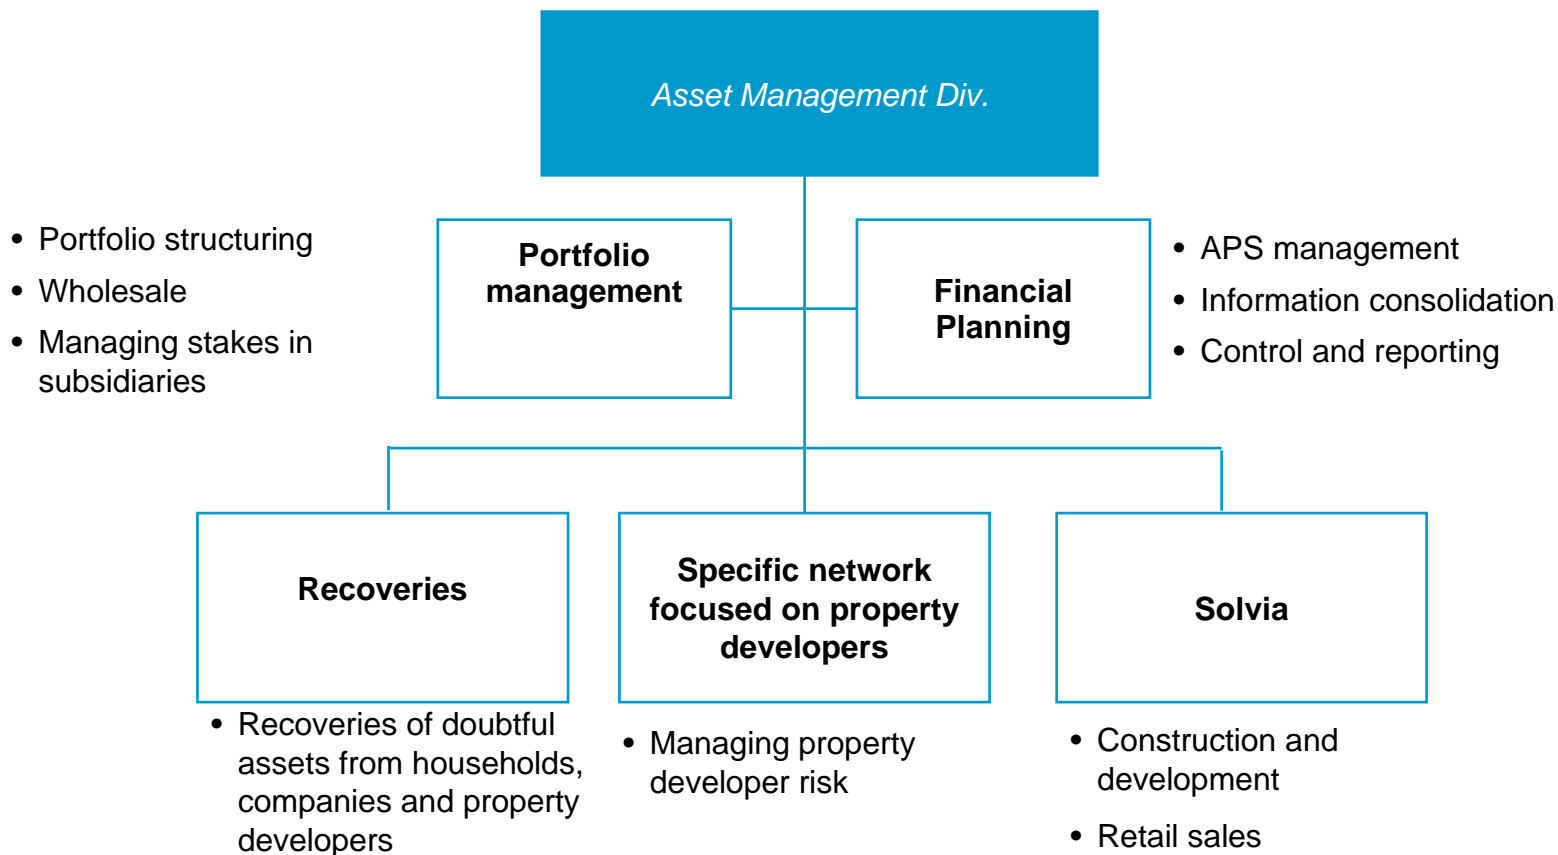 Asset Management Div.
• Portfolio structuring
• Wholesale
• Managing stakes in
subsidiaries
Portfolio
management
Financial
Planning
• APS management
• Information consolidation
• Control and reporting
Recoveries
• Recoveries of doubtful
assets from households,
companies and property
developers
Specific network
focused on property
developers
• Managing property
developer risk
Solvia
• Construction and
development
• Retail sales